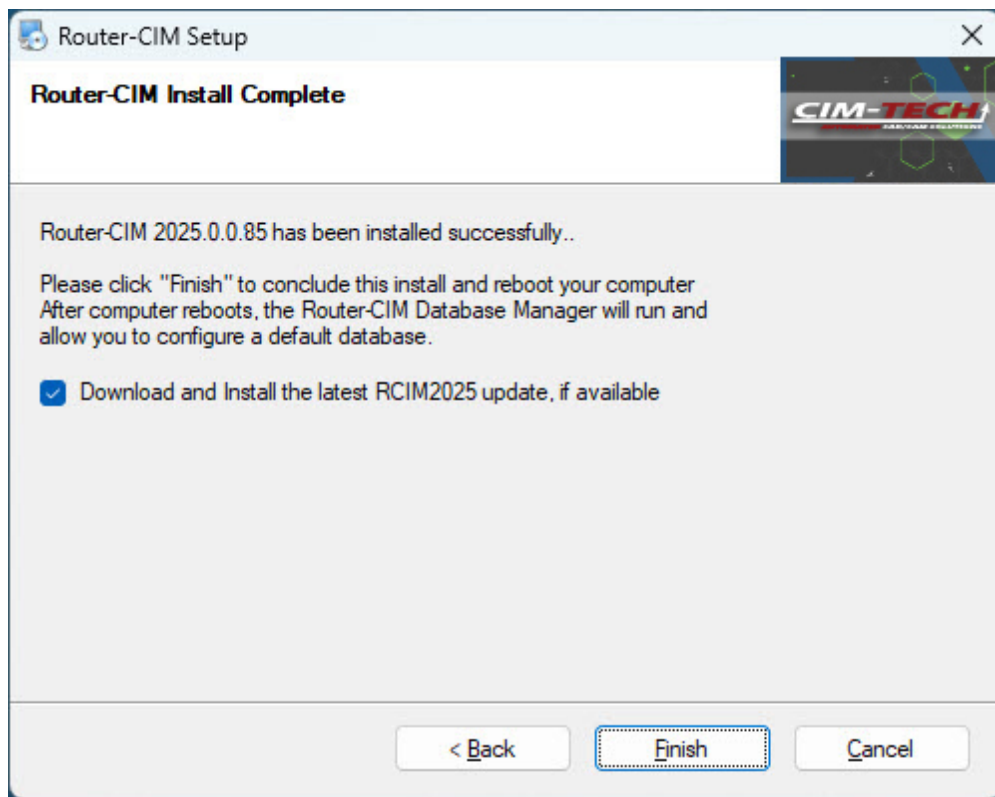 Router-CIM Setup
Router-CIM Install Complete
CIM-TECH
Router-CIM 2025.0.0.85 has been installed successfully..
Please click "Finish" to conclude this install and reboot your computer
After computer reboots, the Router-CIM Database Manager will run and
allow you to configure a default database.
Download and Install the latest RCIM2025 update, if available
< Back
Finish
Cancel